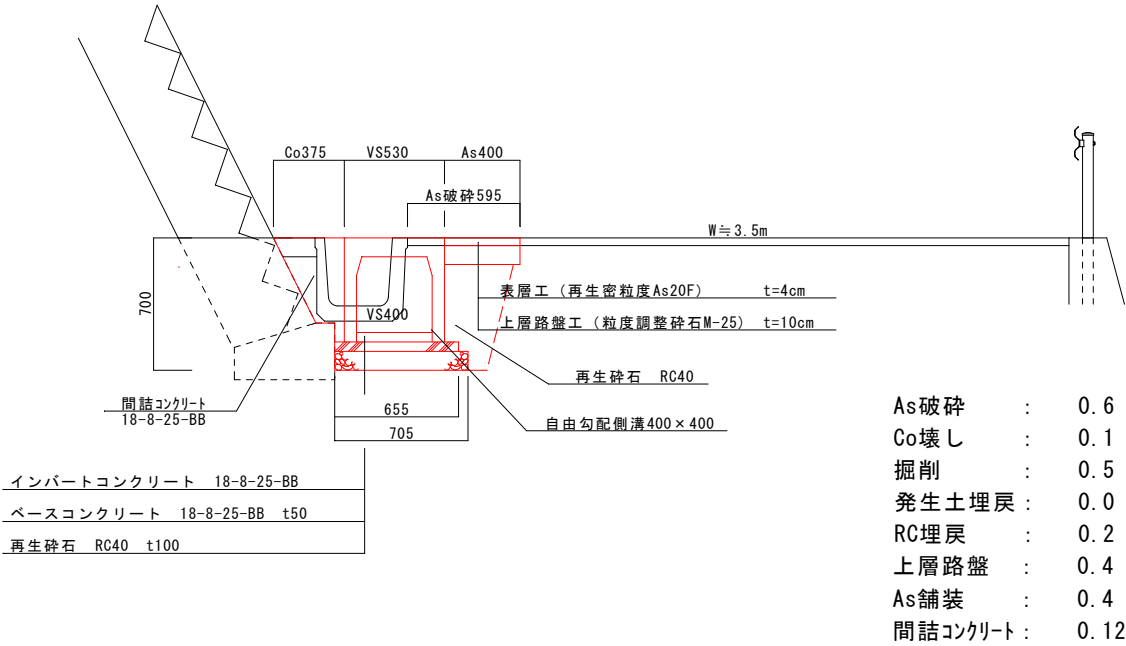 Co375 VS530 As400
As破砕595
W≒3.5m
700
VS400
表層工（再生密粒度As20F） t=4cm
上層路盤工（粒度調整砕石M-25） t=10cm
再生砕石 RC40
自由勾配側溝400×400
655
705
間詰コンクリート
18-8-25-BB
インバートコンクリート 18-8-25-BB
ベースコンクリート 18-8-25-BB t50
再生砕石 RC40 t100
As破砕 : 0.6
Co壊し : 0.1
掘削 : 0.5
発生土埋戻 : 0.0
RC埋戻 : 0.2
上層路盤 : 0.4
As舗装 : 0.4
間詰コンクリート : 0.12